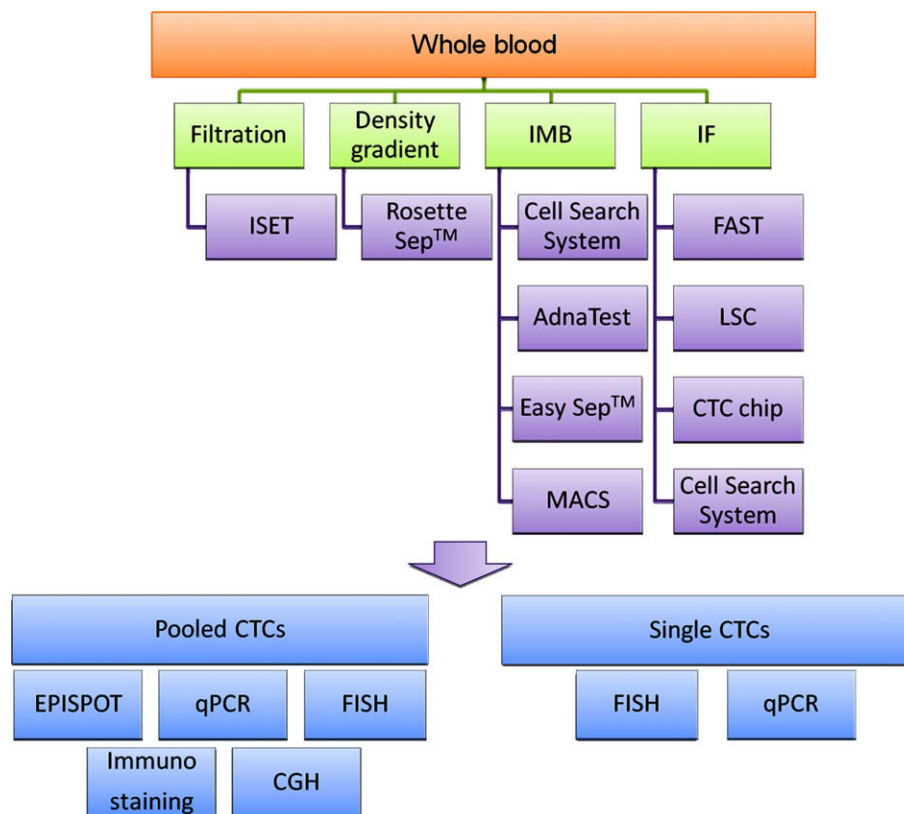 Whole blood
Filtration
Density
gradient
IMB
IF
ISET
Rosette
Sep™
Cell Search
System
FAST
AdnaTest
LSC
Easy Sep™
CTC chip
MACS
Cell Search
System
Pooled CTCs
Single CTCs
EPISPOT
qPCR
FISH
FISH
qPCR
Immuno
staining
CGH